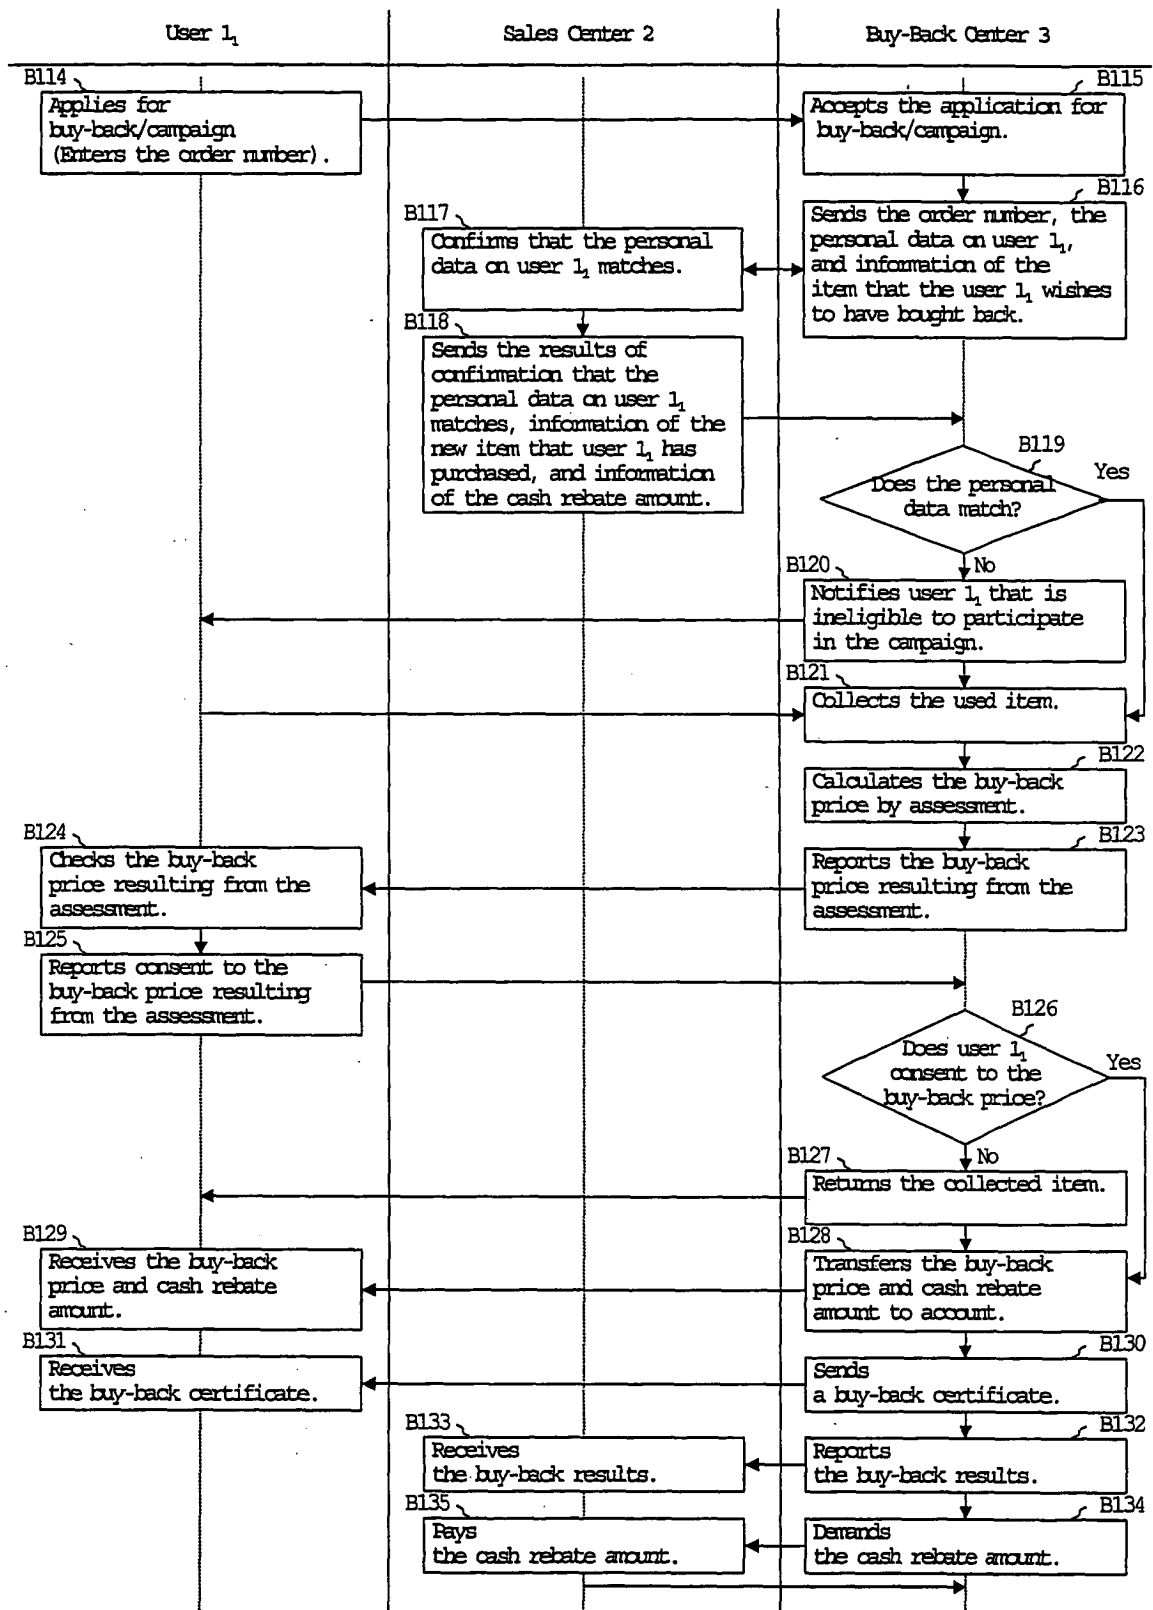 User 1₁
Sales Center 2
Buy-Back Center 3
B114
Applies for
buy-back/campaign
(Enters the order number).
B115
Accepts the application for
buy-back/campaign.
B116
Sends the order number, the
personal data on user 1₁,
and information of the
item that the user 1₁ wishes
to have bought back.
B117
Confirms that the personal
data on user 1₁ matches.
B118
Sends the results of
confirmation that the
personal data on user 1₁
matches, information of the
new item that user 1₁ has
purchased, and information
of the cash rebate amount.
B119
Does the personal
data match?
Yes
No
B120
Notifies user 1₁ that is
ineligible to participate
in the campaign.
B121
Collects the used item.
B122
Calculates the buy-back
price by assessment.
B123
Reports the buy-back
price resulting from the
assessment.
B124
Checks the buy-back
price resulting from the
assessment.
B125
Reports consent to the
buy-back price resulting
from the assessment.
B126
Does user 1₁
consent to the
buy-back price?
Yes
No
B127
Returns the collected item.
B128
Transfers the buy-back
price and cash rebate
amount to account.
B129
Receives the buy-back
price and cash rebate
amount.
B130
Sends
a buy-back certificate.
B131
Receives
the buy-back certificate.
B132
Reports
the buy-back results.
B133
Receives
the buy-back results.
B134
Demands
the cash rebate amount.
B135
Pays
the cash rebate amount.